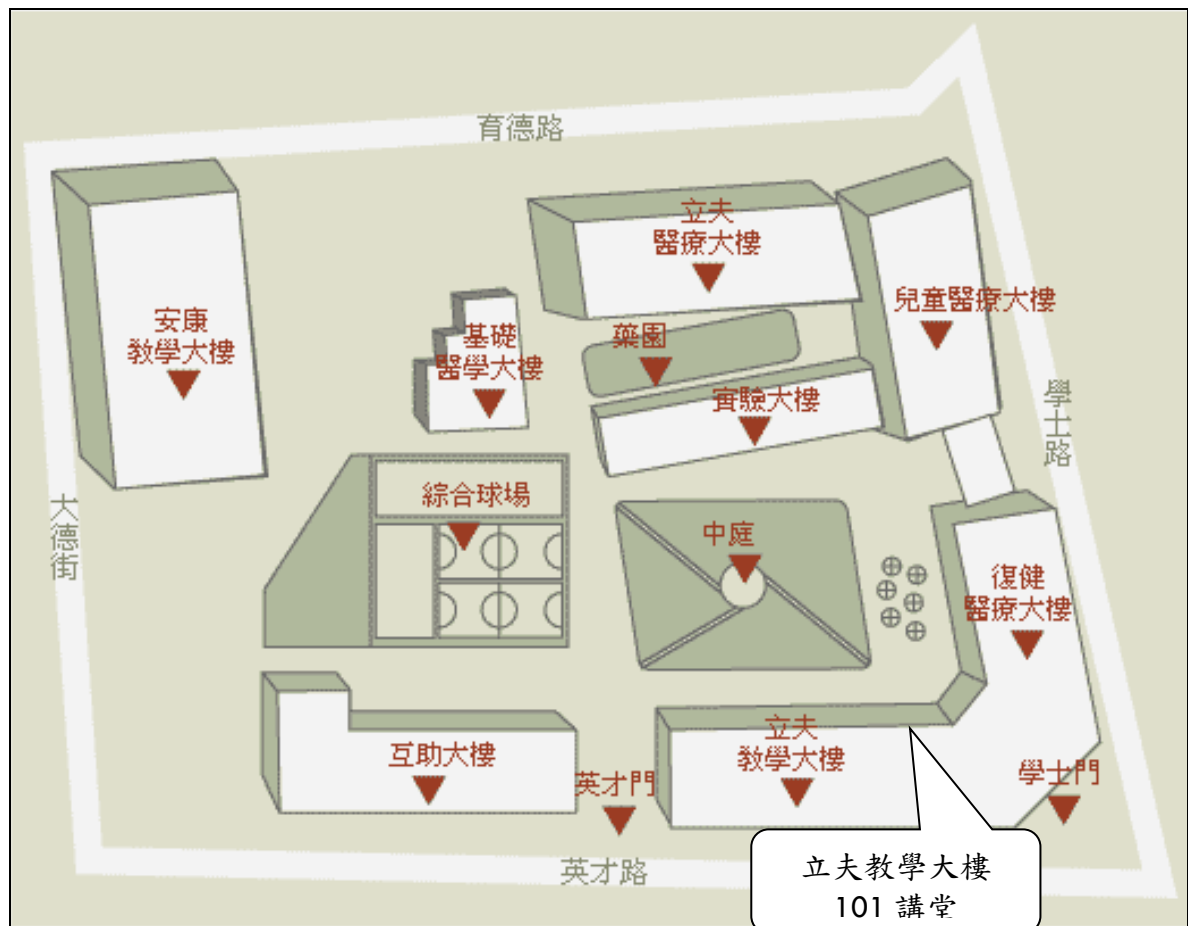 育德路
立夫
醫療大樓
兒童醫療大樓
安康
教學大樓
基礎
醫學大樓
藥園
實驗大樓
學士路
綜合球場
中庭
大德街
復健
醫療大樓
互助大樓
英才門
立夫
教學大樓
學士門
英才路
立夫教學大樓
101 講堂